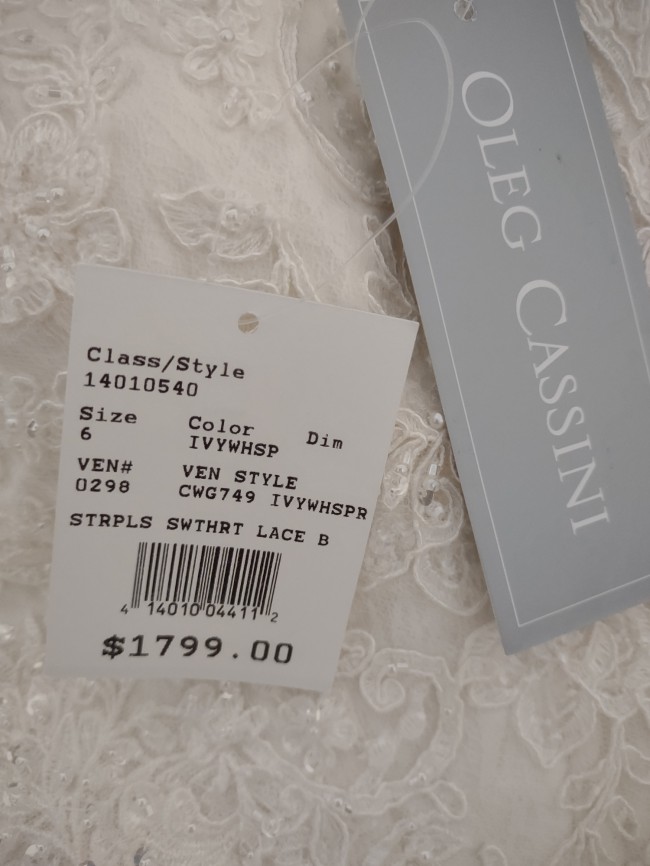 OLEG CASSINI
Class/Style
14010540
Size Color Dim
6 IVYWHSP
VEN# VEN STYLE
0298 CWG749 IVYWHSPR
STRPLS SWTHRT LACE B
4 14010 04411 2
$1799.00